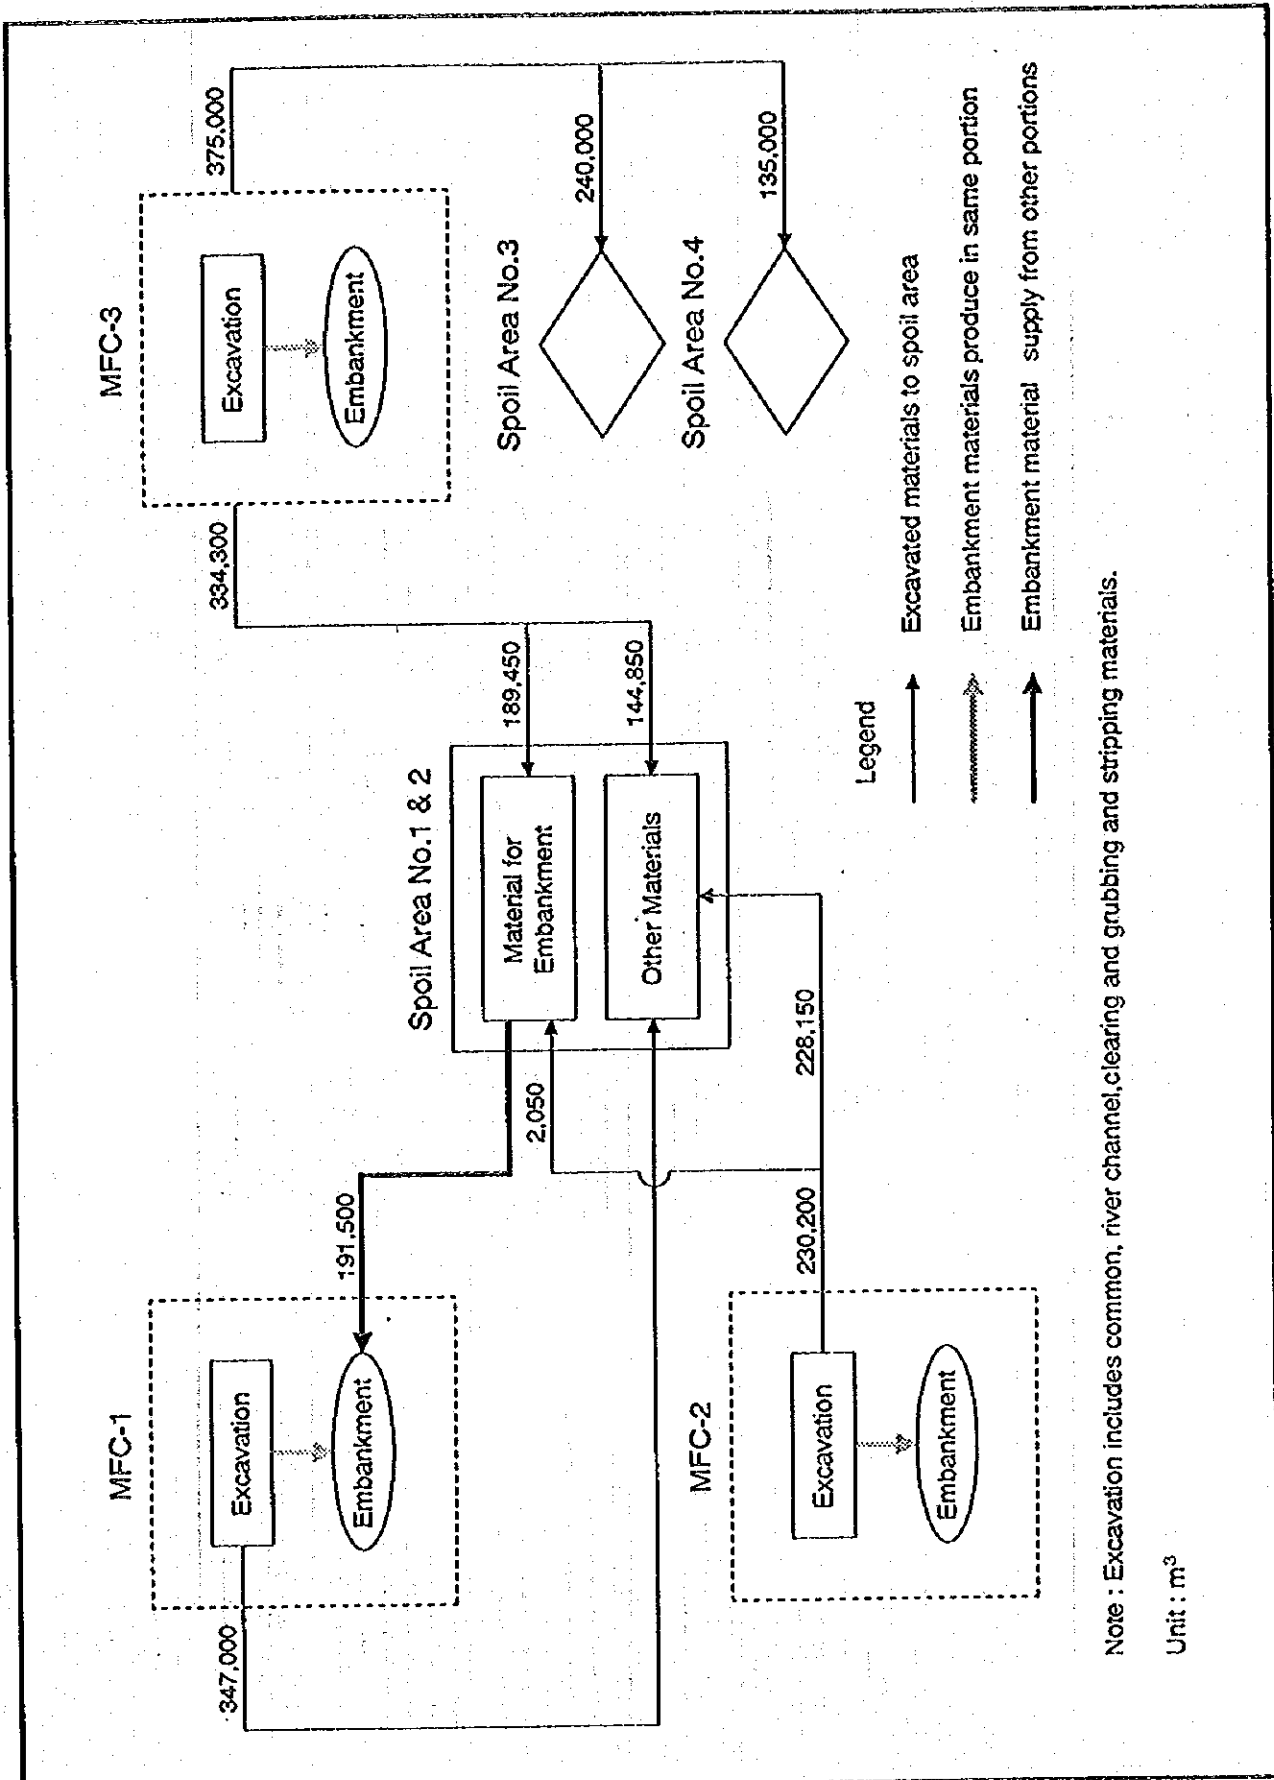 MFC-1
Excavation
Embankment
347,000
191,500
MFC-2
Excavation
Embankment
230,200
228,150
2,050
Spoil Area No.1 & 2
Material for
Embankment
Other Materials
189,450
144,850
334,300
MFC-3
Excavation
Embankment
375,000
Spoil Area No.3
240,000
Spoil Area No.4
135,000
Legend
Excavated materials to spoil area
Embankment materials produce in same portion
Embankment material supply from other portions
Note : Excavation includes common, river channel,clearing and grubbing and stripping materials.
Unit : m³